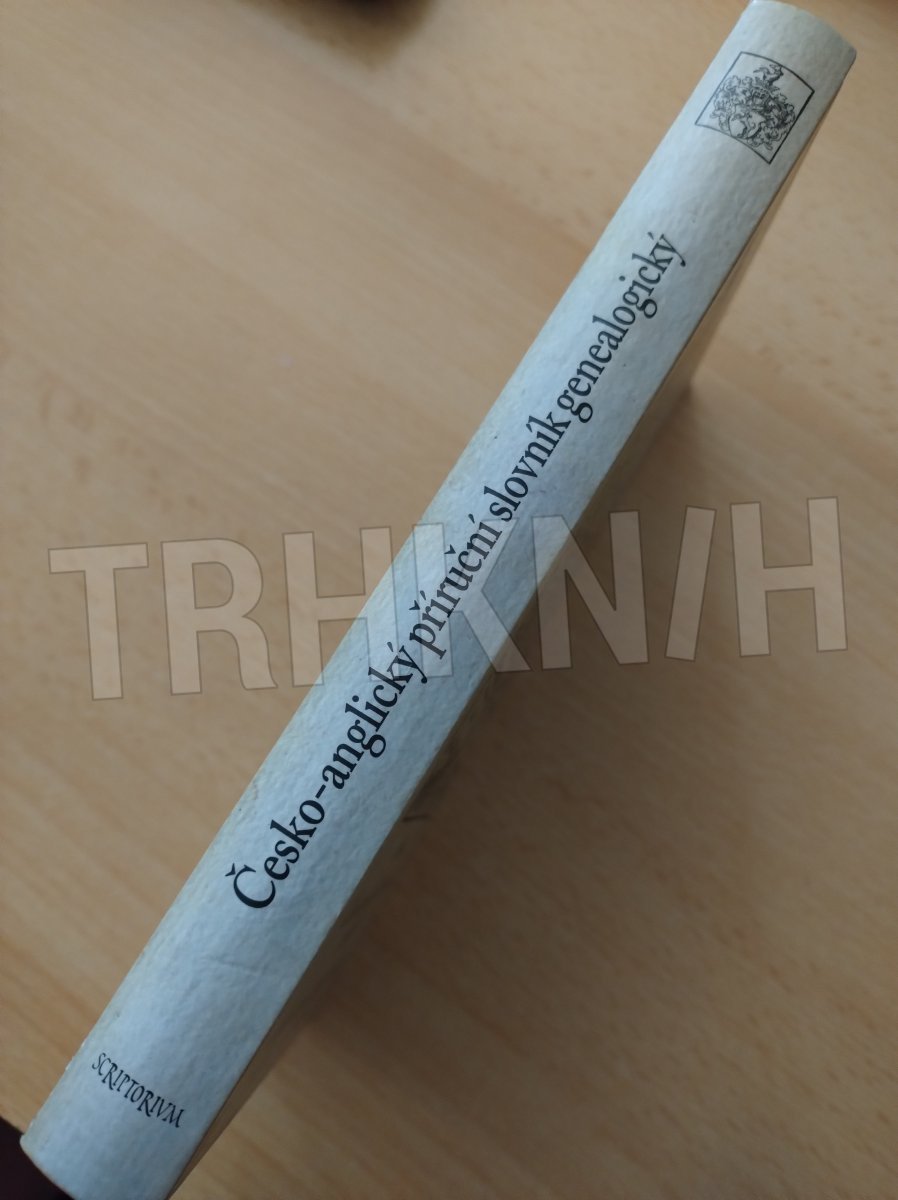 Česko-anglický příruční slovník genealogický
SCRIPTORIVM
TRHKNIH